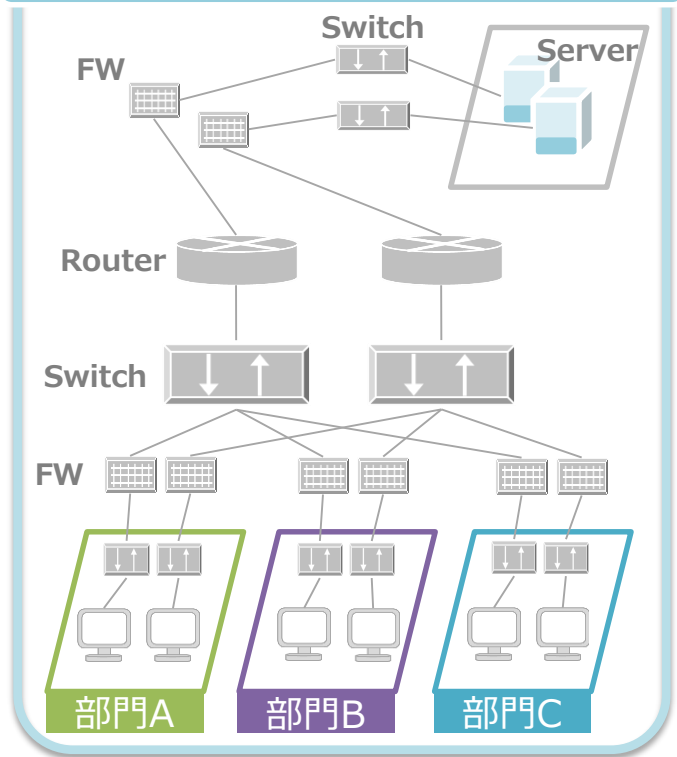 Switch
FW
Server
Router
Switch
FW
部門A
部門B
部門C